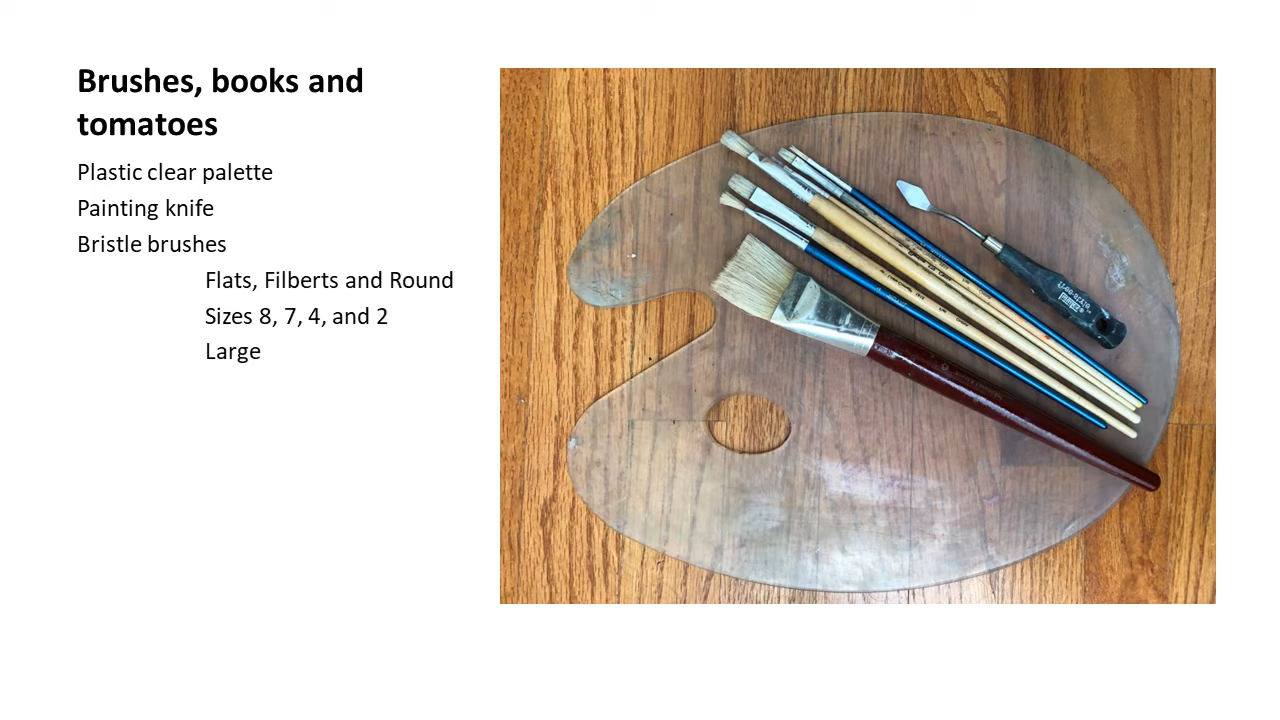 Brushes, books and
tomatoes
Plastic clear palette
Painting knife
Bristle brushes
Flats, Filberts and Round
Sizes 8, 7, 4, and 2
Large